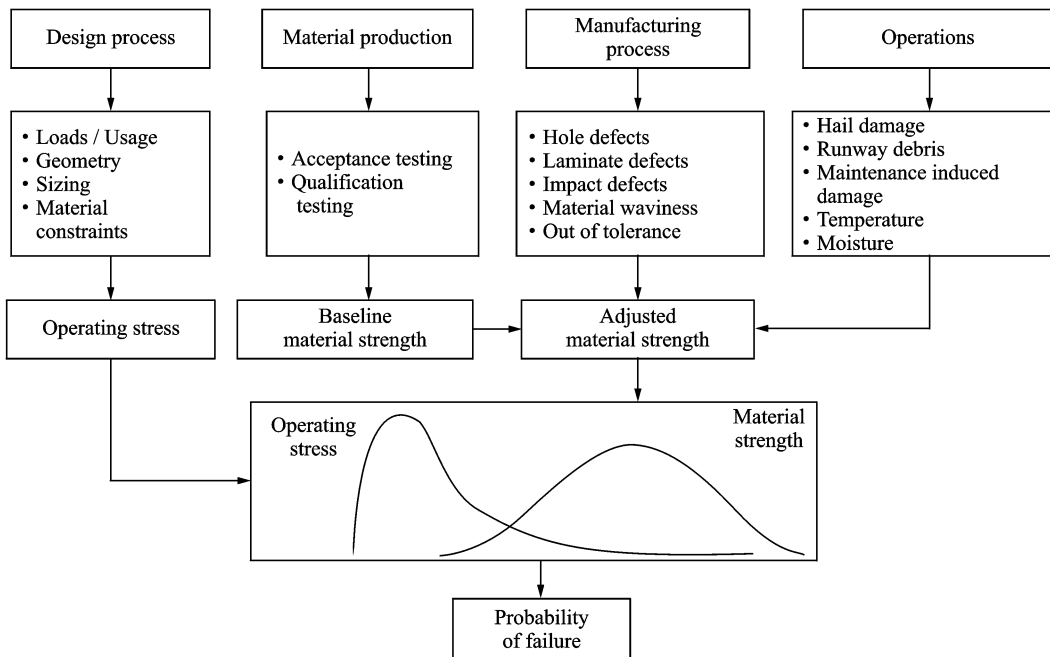 Design process
Material production
Manufacturing
process
Operations
• Loads / Usage
• Geometry
• Sizing
• Material
constraints
• Acceptance testing
• Qualification
testing
• Hole defects
• Laminate defects
• Impact defects
• Material waviness
• Out of tolerance
• Hail damage
• Runway debris
• Maintenance induced
damage
• Temperature
• Moisture
Operating stress
Baseline
material strength
Adjusted
material strength
Operating
stress
Material
strength
Probability
of failure